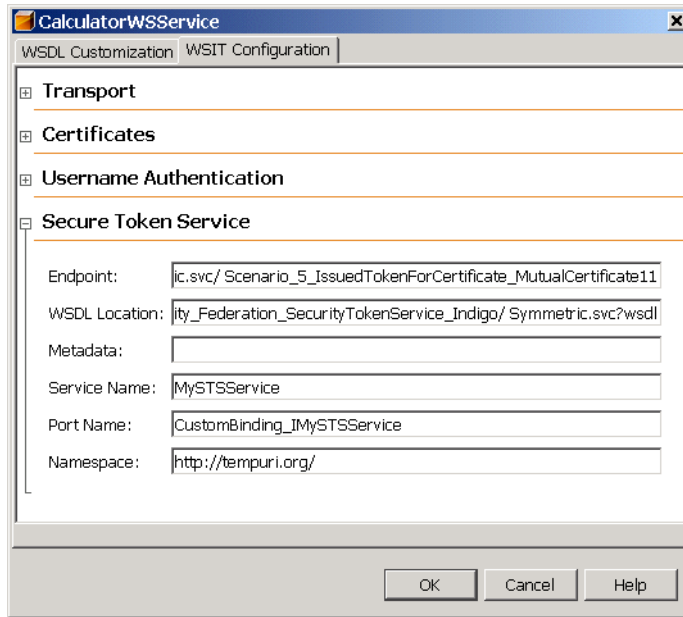 CalculatorWSService
WSDL Customization WSIT Configuration
Transport
Certificates
Username Authentication
Secure Token Service
Endpoint: ic.svc/ Scenario_5_IssuedTokenForCertificate_MutualCertificate11
WSDL Location: ity_Federation_SecurityTokenService_Indigo/ Symmetric.svc?wsdl
Metadata:
Service Name: MySTSService
Port Name: CustomBinding_IMySTSService
Namespace: http://tempuri.org/
OK Cancel Help